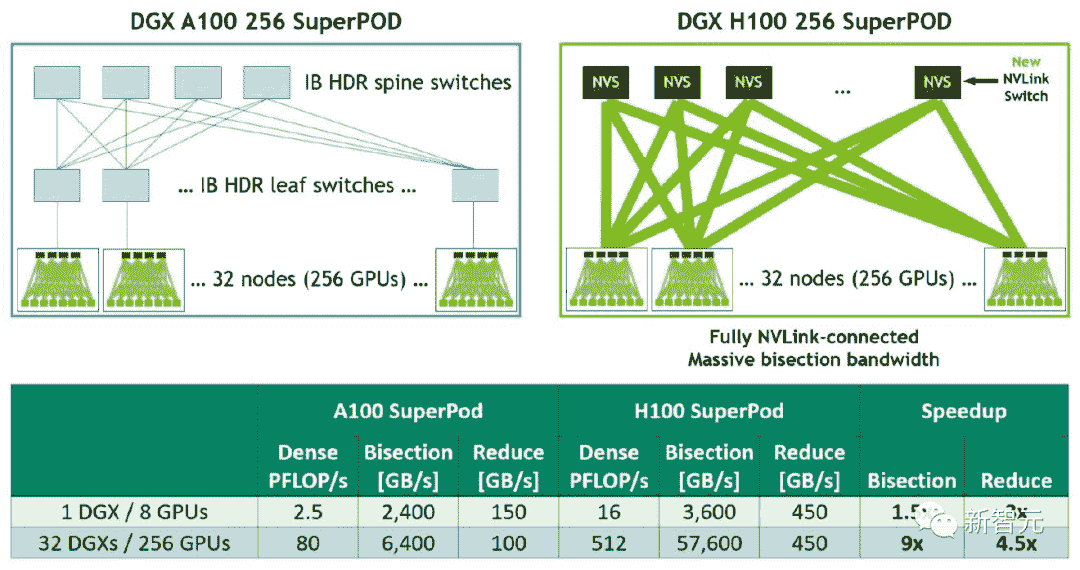 DGX A100 256 SuperPOD
IB HDR spine switches
... IB HDR leaf switches ...
... 32 nodes (256 GPUs) ...
DGX H100 256 SuperPOD
NVS NVS NVS ... NVS
New
NVLink
Switch
... 32 nodes (256 GPUs) ...
Fully NVLink-connected
Massive bisection bandwidth
A100 SuperPod H100 SuperPod Speedup
Dense Bisection Reduce Dense Bisection Reduce
PFLOP/s [GB/s] [GB/s] PFLOP/s [GB/s] [GB/s] Bisection Reduce
1 DGX / 8 GPUs 2.5 2,400 150 16 3,600 450 1.5x 3x
32 DGXs / 256 GPUs 80 6,400 100 512 57,600 450 9x 4.5x
新智元